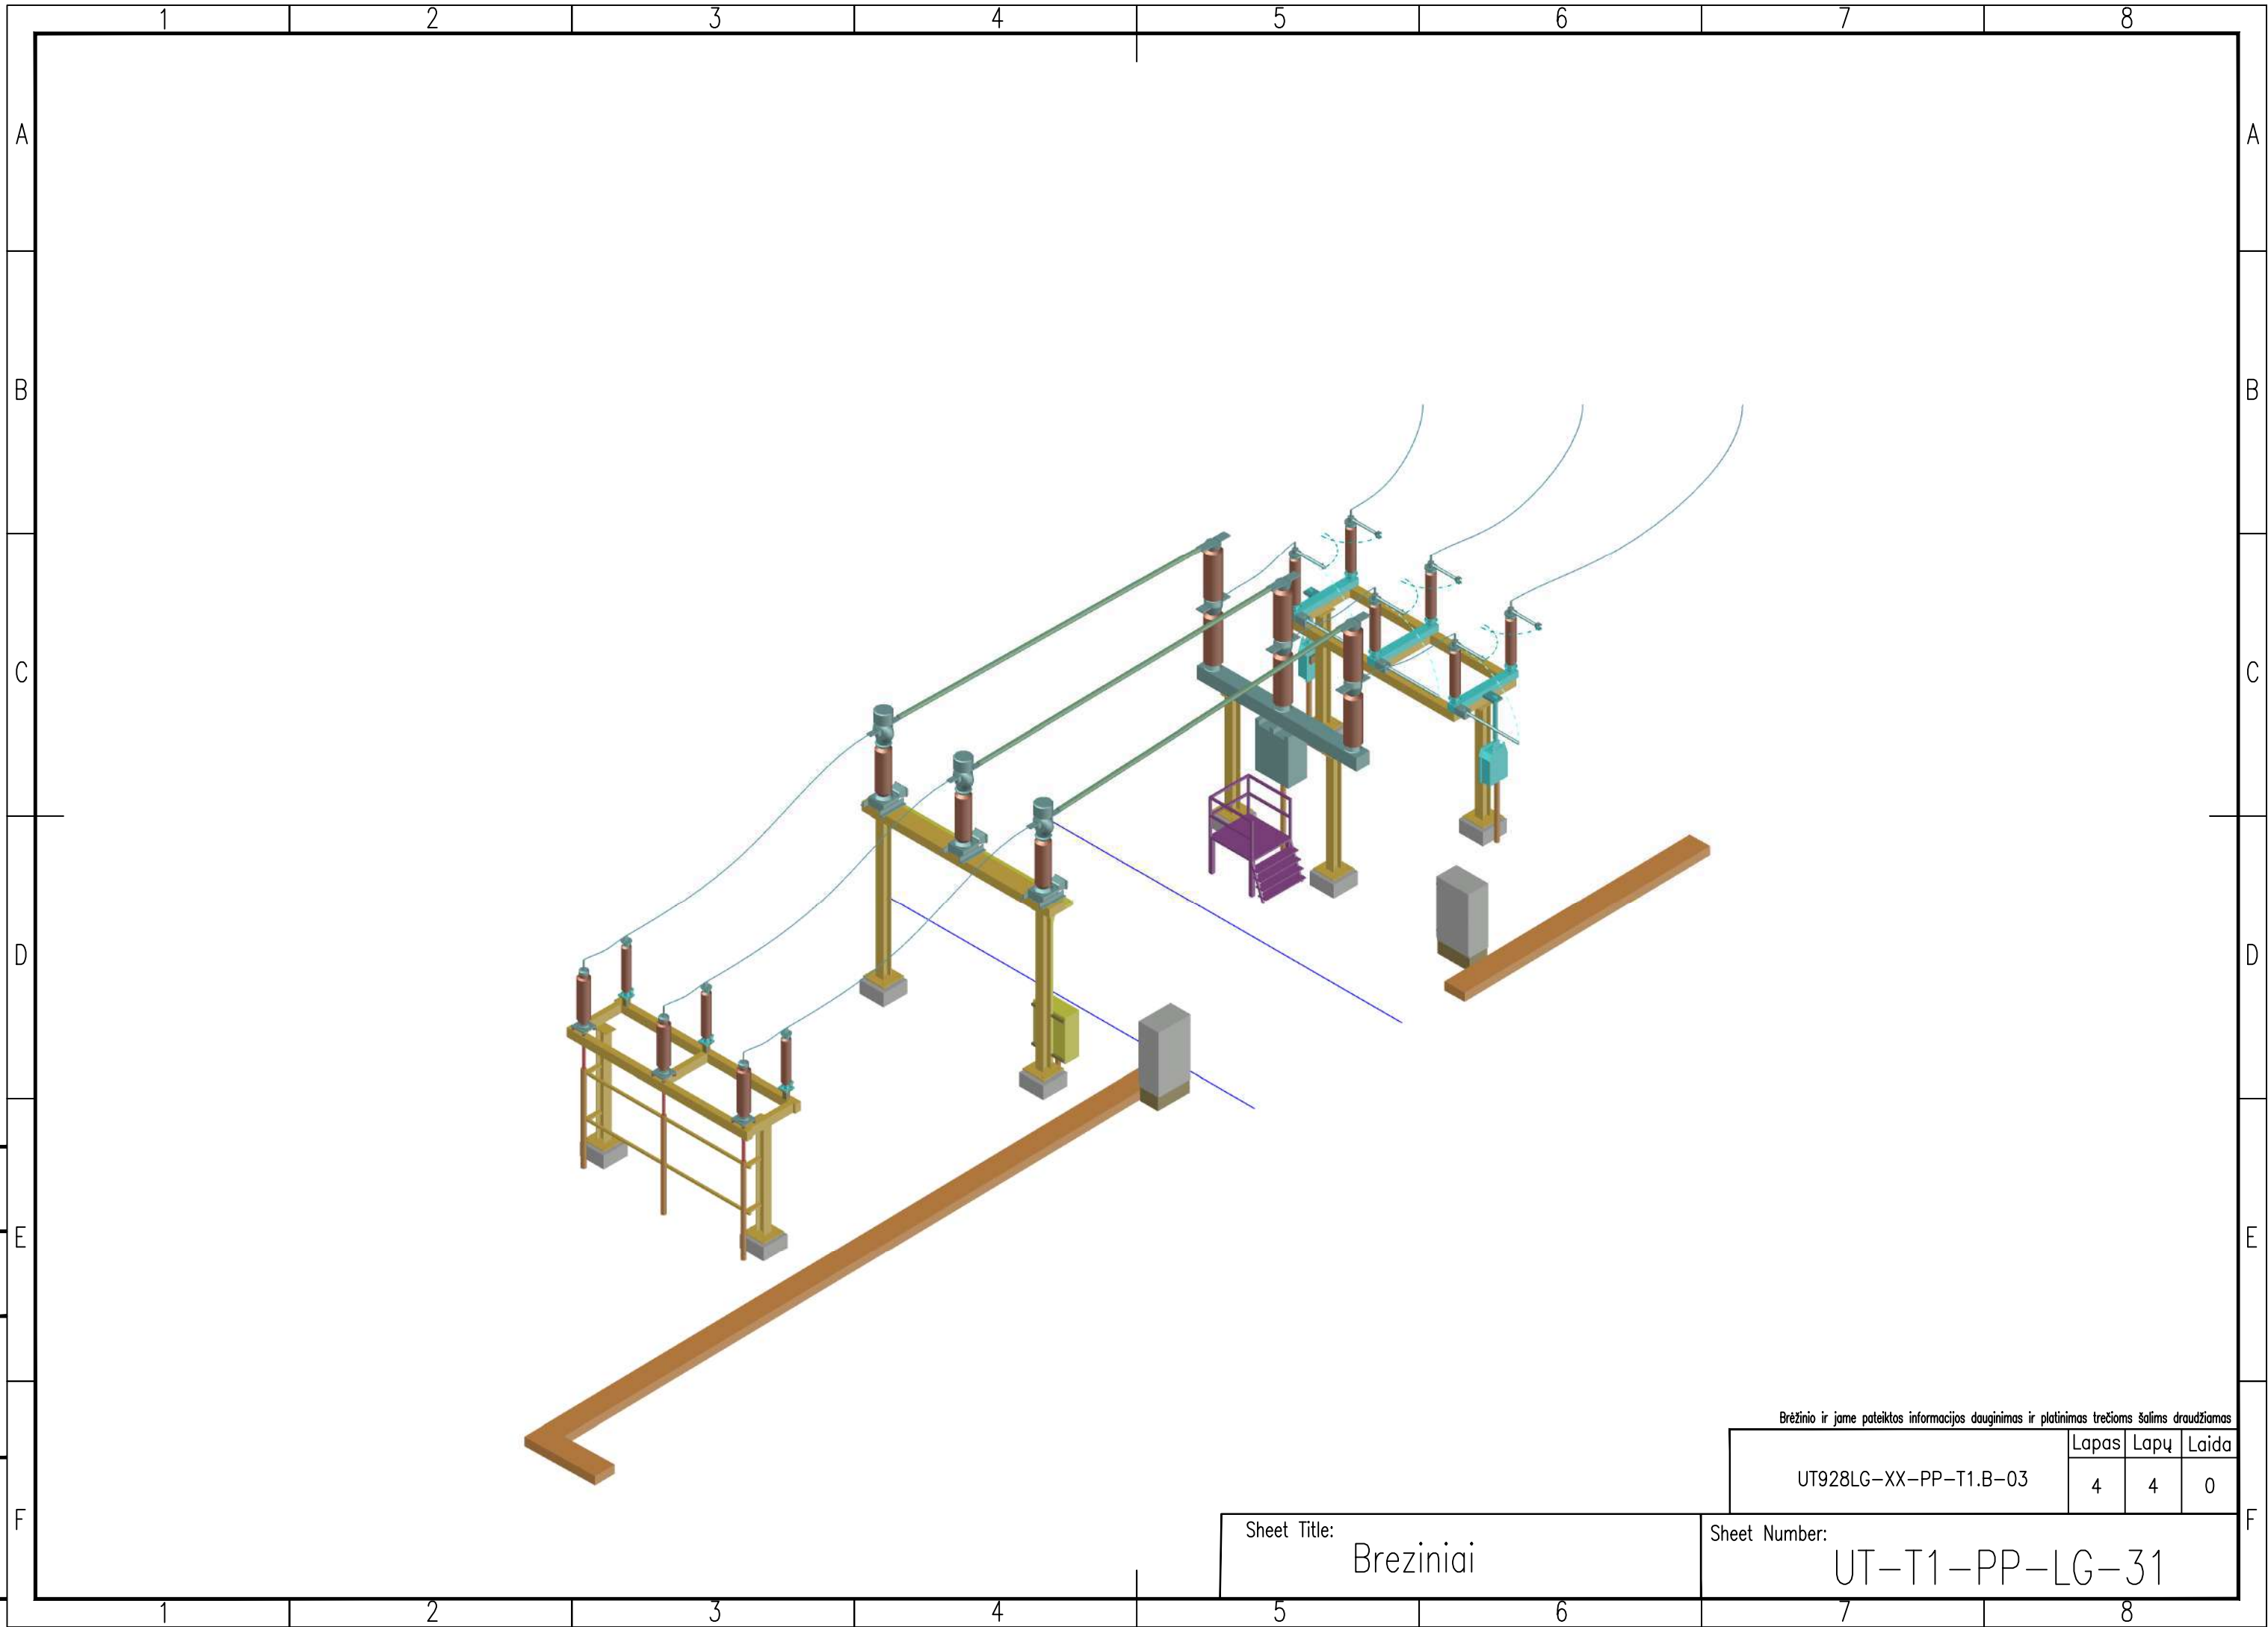 1 2 3 4 5 6 7 8
A A
B B
C C
D D
E E
Brėžinio ir jame pateiktos informacijos dauginimas ir platinimas trečioms šalims draudžiamas
Lapas Lapų Laida
UT928LG-XX-PP-T1.B-03 4 4 0
F F
Sheet Title: Sheet Number:
Breziniai UT-T1-PP-LG-31
1 2 3 4 5 6 7 8